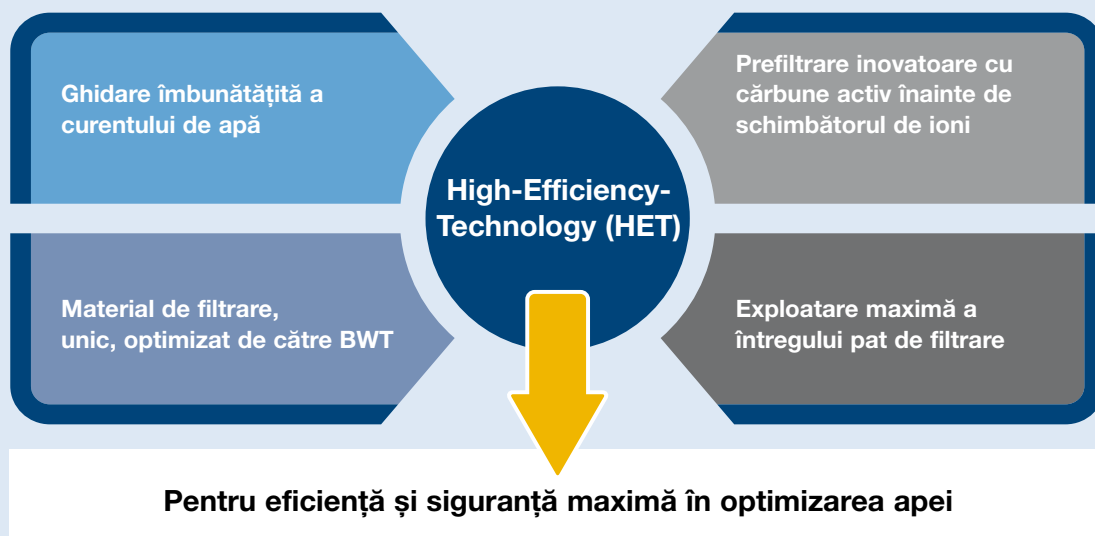 Ghidare îmbunătățită a
curentului de apă
Prefiltrare inovatoare cu
cărbune activ înainte de
schimbătorul de ioni
High-Efficiency-
Technology (HET)
Material de filtrare,
unic, optimizat de către BWT
Exploatare maximă a
întregului pat de filtrare
Pentru eficiență și siguranță maximă în optimizarea apei